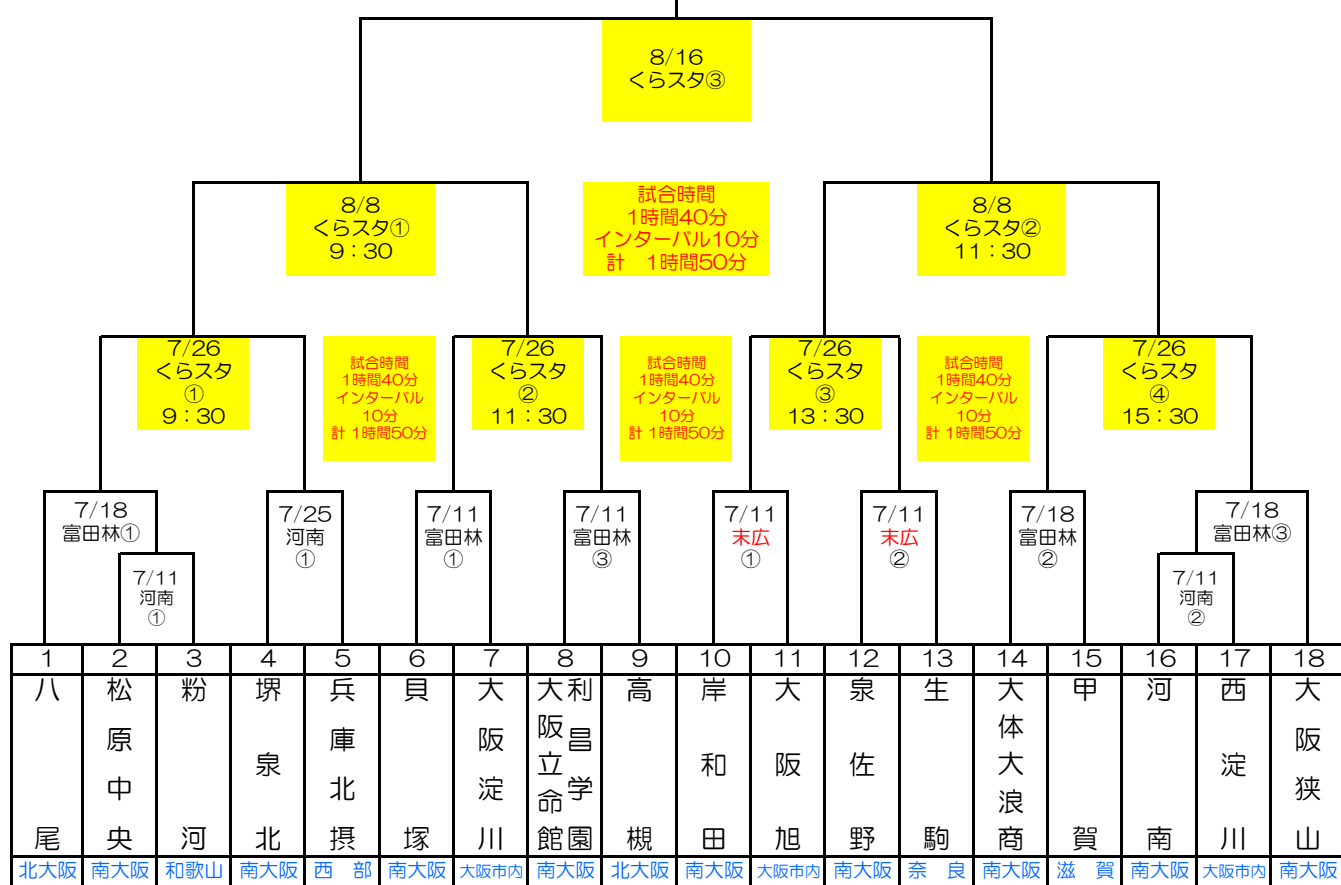 8/16
くらスタ③
8/8
くらスタ①
9：30
試合時間
1時間40分
インターバル10分
計　1時間50分
8/8
くらスタ②
11：30
7/26
くらスタ
①
9：30
試合時間
1時間40分
インターバル
10分
計 1時間50分
7/26
くらスタ
②
11：30
試合時間
1時間40分
インターバル
10分
計 1時間50分
7/26
くらスタ
③
13：30
試合時間
1時間40分
インターバル
10分
計 1時間50分
7/26
くらスタ
④
15：30
7/18
富田林①
7/11
河南
①
7/25
河南
①
7/11
富田林
①
7/11
富田林
③
7/11
末広
①
7/11
末広
②
7/18
富田林
②
7/18
富田林③
7/11
河南
②
1 2 3 4 5 6 7 8 9 10 11 12 13 14 15 16 17 18
八尾
松原中央
粉河
堺泉北
兵庫北摂
貝塚
大阪淀川
大阪立命館
利昌学園
高槻
岸和田
大阪旭
泉佐野
生駒
大体大浪商
甲賀
河南
西淀川
大阪狭山
北大阪 南大阪 和歌山 南大阪 西　部 南大阪 大阪市内 南大阪 北大阪 南大阪 大阪市内 南大阪 奈　良 南大阪 滋　賀 南大阪 大阪市内 南大阪